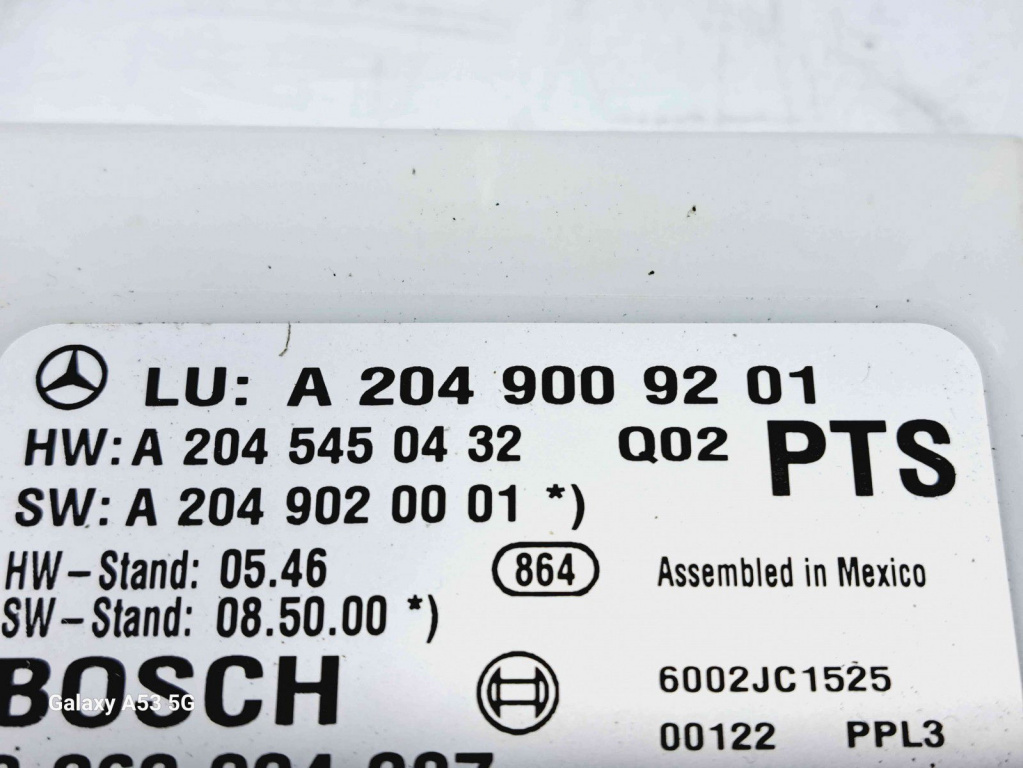 LU: A 204 900 92 01
HW: A 204 545 04 32 Q02 PTS
SW: A 204 902 00 01 *)
HW-Stand: 05.46 864 Assembled in Mexico
SW-Stand: 08.50.00 *)
BOSCH 6002JC1525
Galaxy A53 5G
00122 PPL3